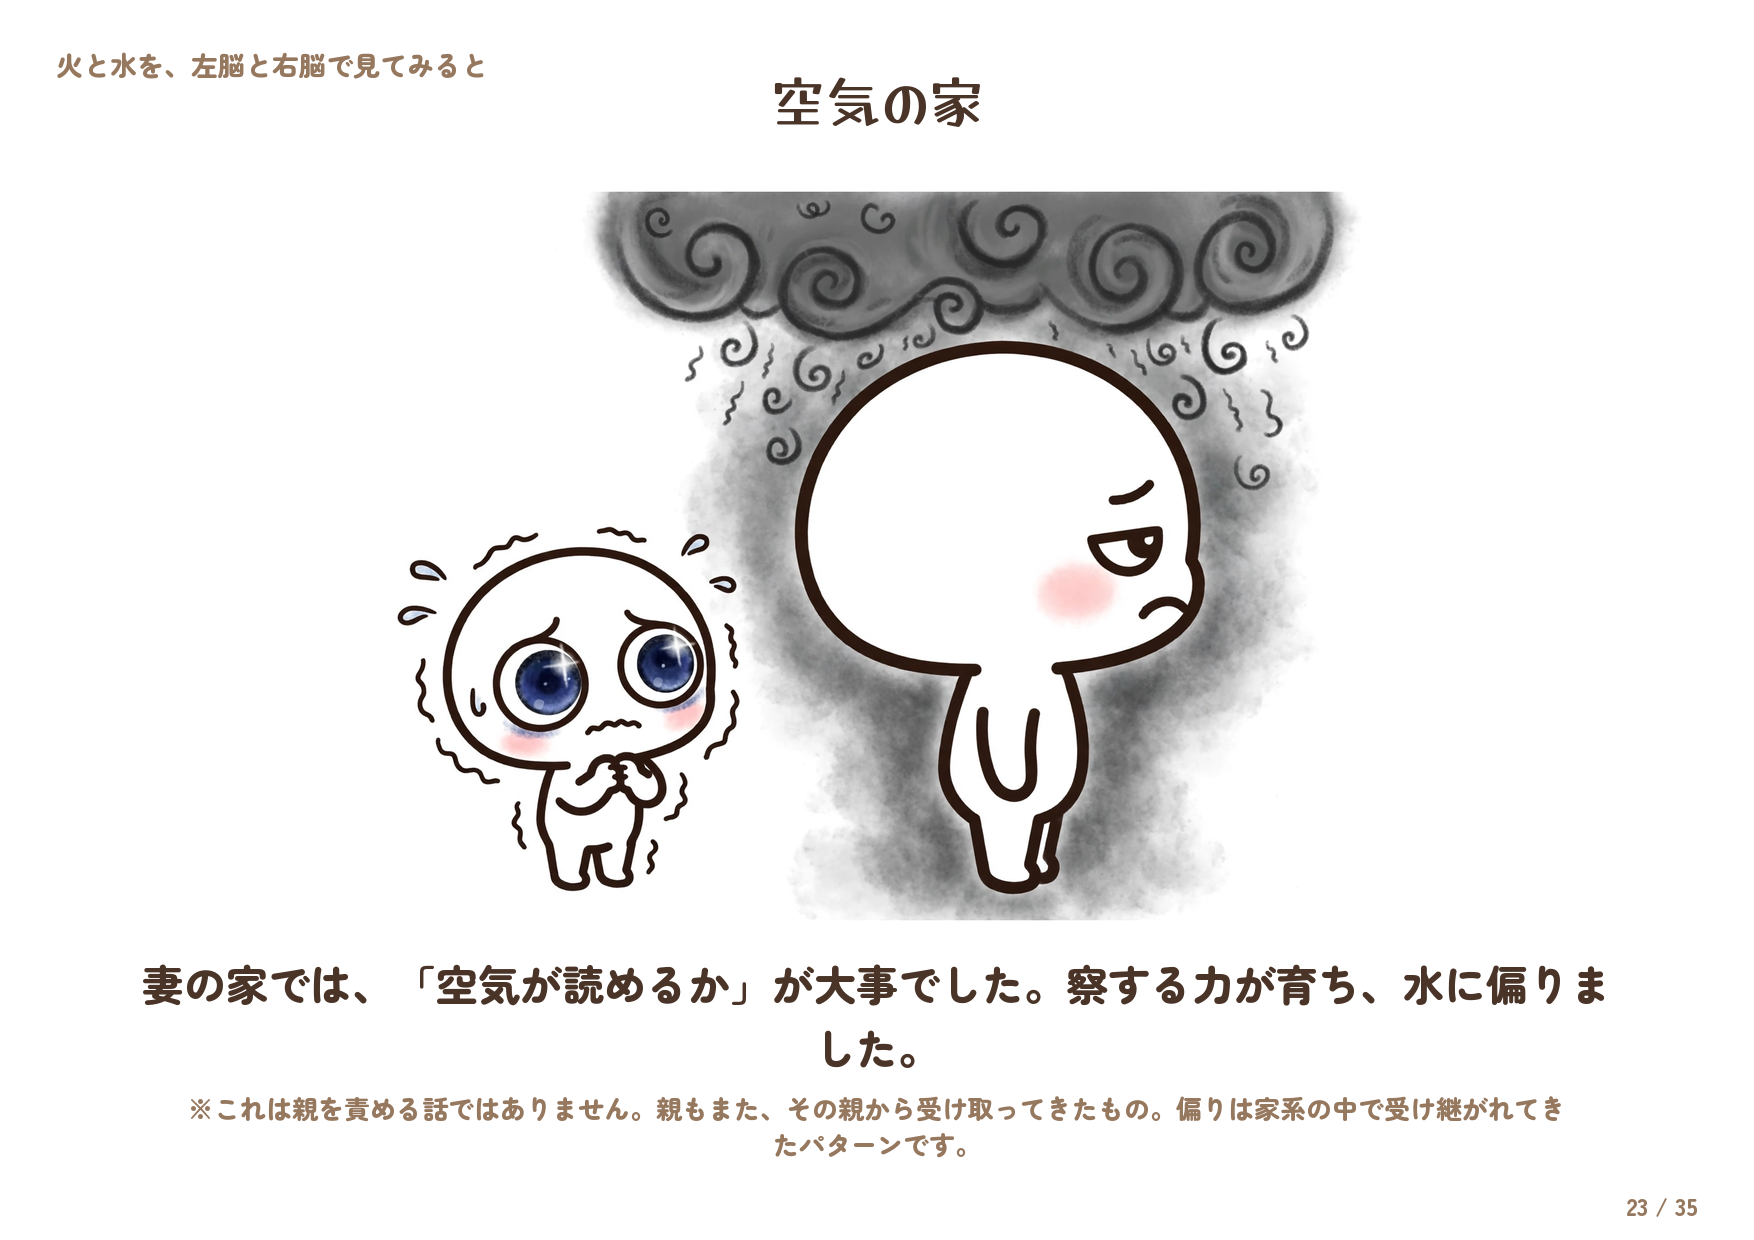 火と水を、左脳と右脳で見てみると
空気の家
妻の家では、「空気が読めるか」が大事でした。察する力が育ち、水に偏りま
した。
※これは親を責める話ではありません。親もまた、その親から受け取ってきたもの。偏りは家系の中で受け継がれてき
たパターンです。
23 / 35